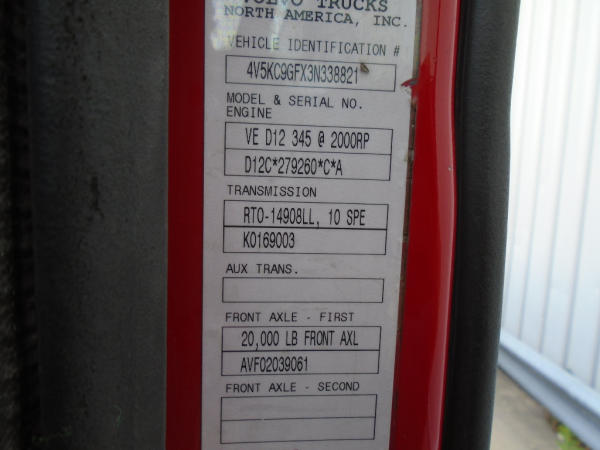 VOLVO TRUCKS
NORTH AMERICA, INC.
VEHICLE IDENTIFICATION #
4V5KC9GFX3N338821
MODEL & SERIAL NO.
ENGINE
VE D12 345 @ 2000RP
D12C*279260*C*A
TRANSMISSION
RTO-14908LL, 10 SPE
K0169003
AUX TRANS.
FRONT AXLE - FIRST
20,000 LB FRONT AXL
AVF02039061
FRONT AXLE - SECOND